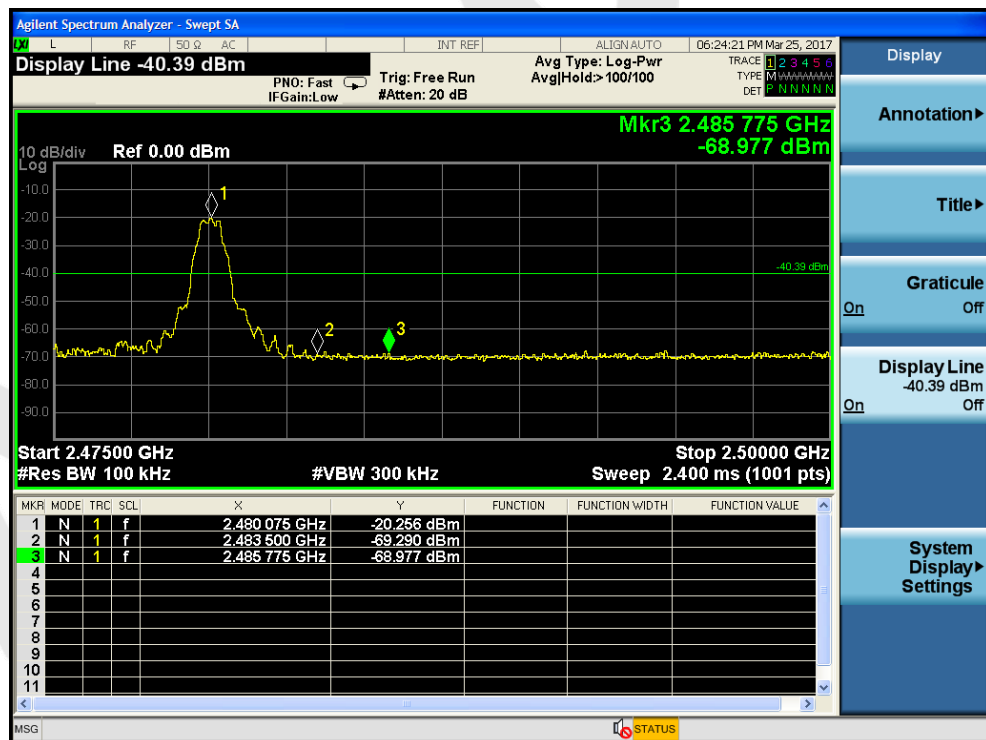 Agilent Spectrum Analyzer - Swept SA
LXI L RF 50 Ω AC INT REF ALIGN AUTO 06:24:21 PM Mar 25, 2017
Display Line -40.39 dBm
PNO: Fast
IFGain:Low
Trig: Free Run
#Atten: 20 dB
Avg Type: Log-Pwr
Avg|Hold:>100/100
TRACE 1 2 3 4 5 6
TYPE M
DET P N N N N N
Mkr3 2.485 775 GHz
-68.977 dBm
10 dB/div Ref 0.00 dBm
Log
-10.0
-20.0
-30.0
-40.0
-50.0
-60.0
-70.0
-80.0
-90.0
1
2
3
-40.39 dBm
Start 2.47500 GHz Stop 2.50000 GHz
#Res BW 100 kHz #VBW 300 kHz Sweep 2.400 ms (1001 pts)
MKR MODE TRC SCL X Y FUNCTION FUNCTION WIDTH FUNCTION VALUE
1 N 1 f 2.480 075 GHz -20.256 dBm
2 N 1 f 2.483 500 GHz -69.290 dBm
3 N 1 f 2.485 775 GHz -68.977 dBm
4
5
6
7
8
9
10
11
MSG STATUS
Display
Annotation
Title
Graticule
On Off
Display Line
-40.39 dBm
On Off
System
Display
Settings